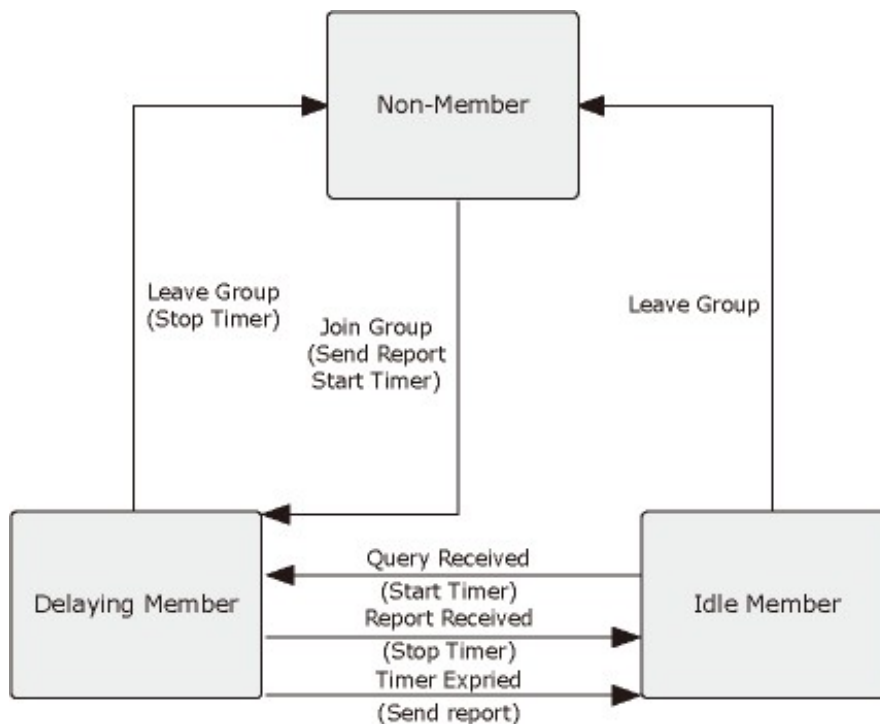 Non-Member
Leave Group
(Stop Timer)
Join Group
(Send Report
Start Timer)
Leave Group
Delaying Member
Query Received
(Start Timer)
Report Received
(Stop Timer)
Timer Expried
(Send report)
Idle Member